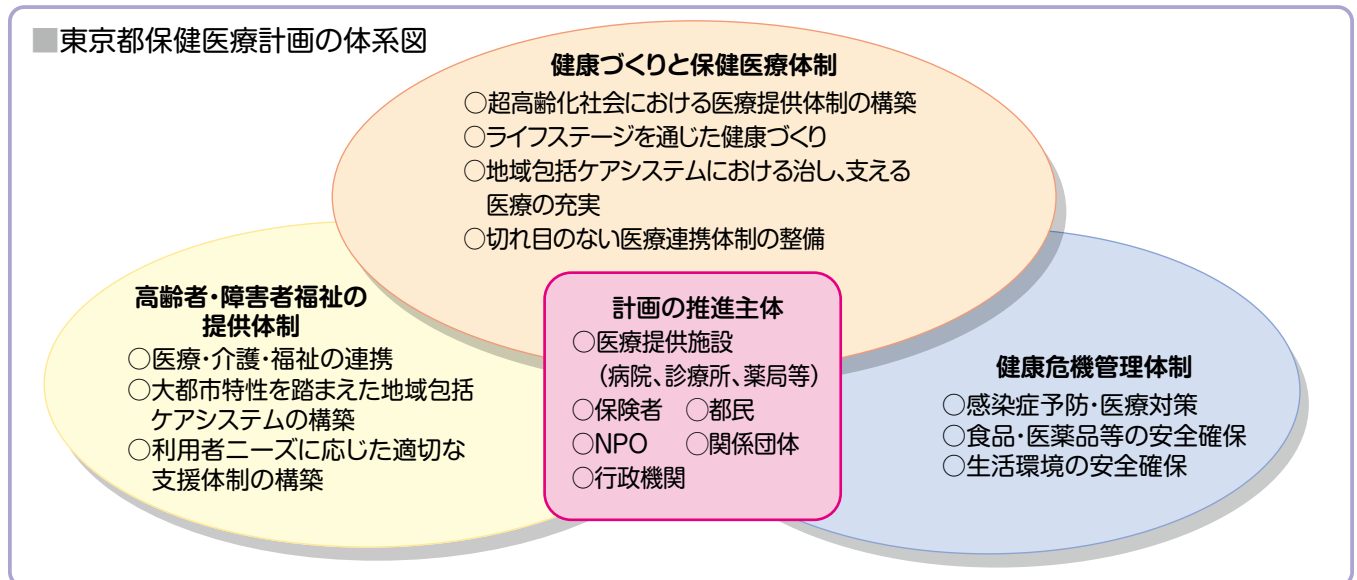 ■東京都保健医療計画の体系図
健康づくりと保健医療体制
○超高齢化社会における医療提供体制の構築
○ライフステージを通じた健康づくり
○地域包括ケアシステムにおける治し、支える
医療の充実
○切れ目のない医療連携体制の整備
高齢者・障害者福祉の
提供体制
○医療・介護・福祉の連携
○大都市特性を踏まえた地域包括
ケアシステムの構築
○利用者ニーズに応じた適切な
支援体制の構築
計画の推進主体
○医療提供施設
(病院、診療所、薬局等)
○保険者 ○都民
○NPO ○関係団体
○行政機関
健康危機管理体制
○感染症予防・医療対策
○食品・医薬品等の安全確保
○生活環境の安全確保